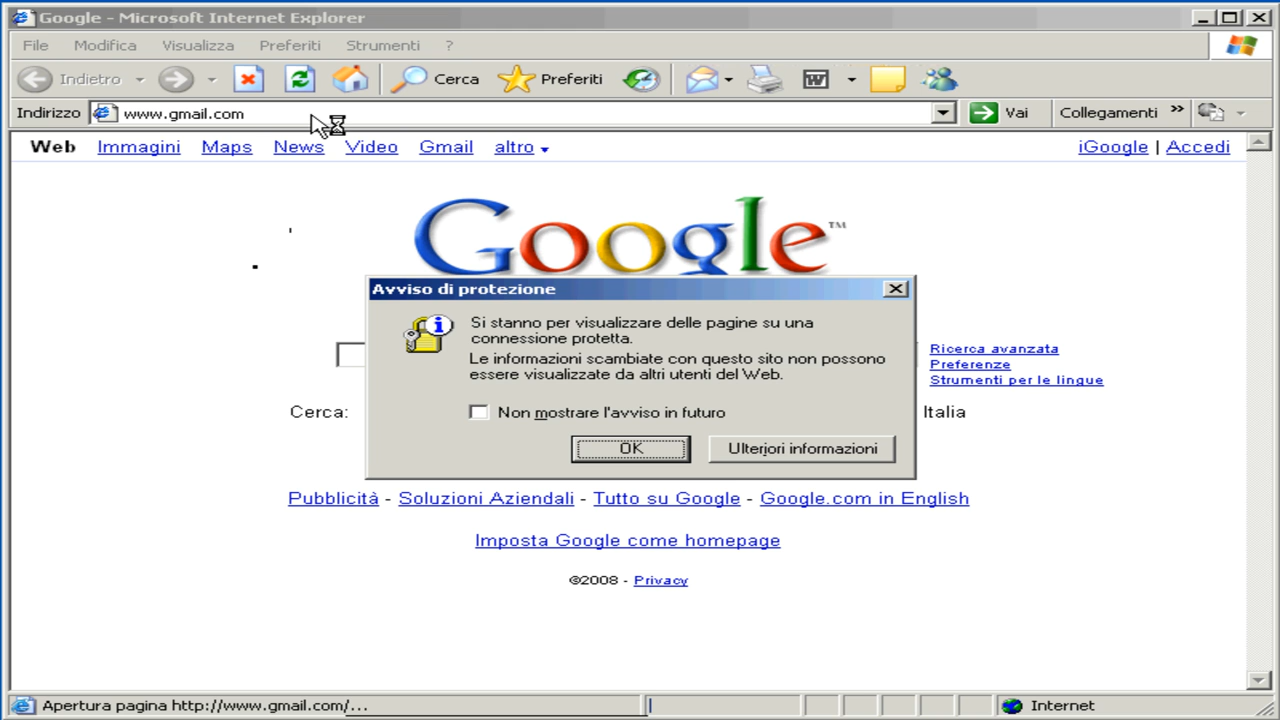 Google - Microsoft Internet Explorer
File Modifica Visualizza Preferiti Strumenti ?
Indietro Cerca Preferiti
Indirizzo www.gmail.com Vai Collegamenti »
Web Immagini Maps News Video Gmail altro iGoogle | Accedi
Google™
Avviso di protezione
Si stanno per visualizzare delle pagine su una
connessione protetta.
Le informazioni scambiate con questo sito non possono
essere visualizzate da altri utenti del Web.
Non mostrare l'avviso in futuro
OK Ulteriori informazioni
Ricerca avanzata
Preferenze
Strumenti per le lingue
Cerca: Italia
Pubblicità - Soluzioni Aziendali - Tutto su Google - Google.com in English
Imposta Google come homepage
©2008 - Privacy
Apertura pagina http://www.gmail.com/... Internet